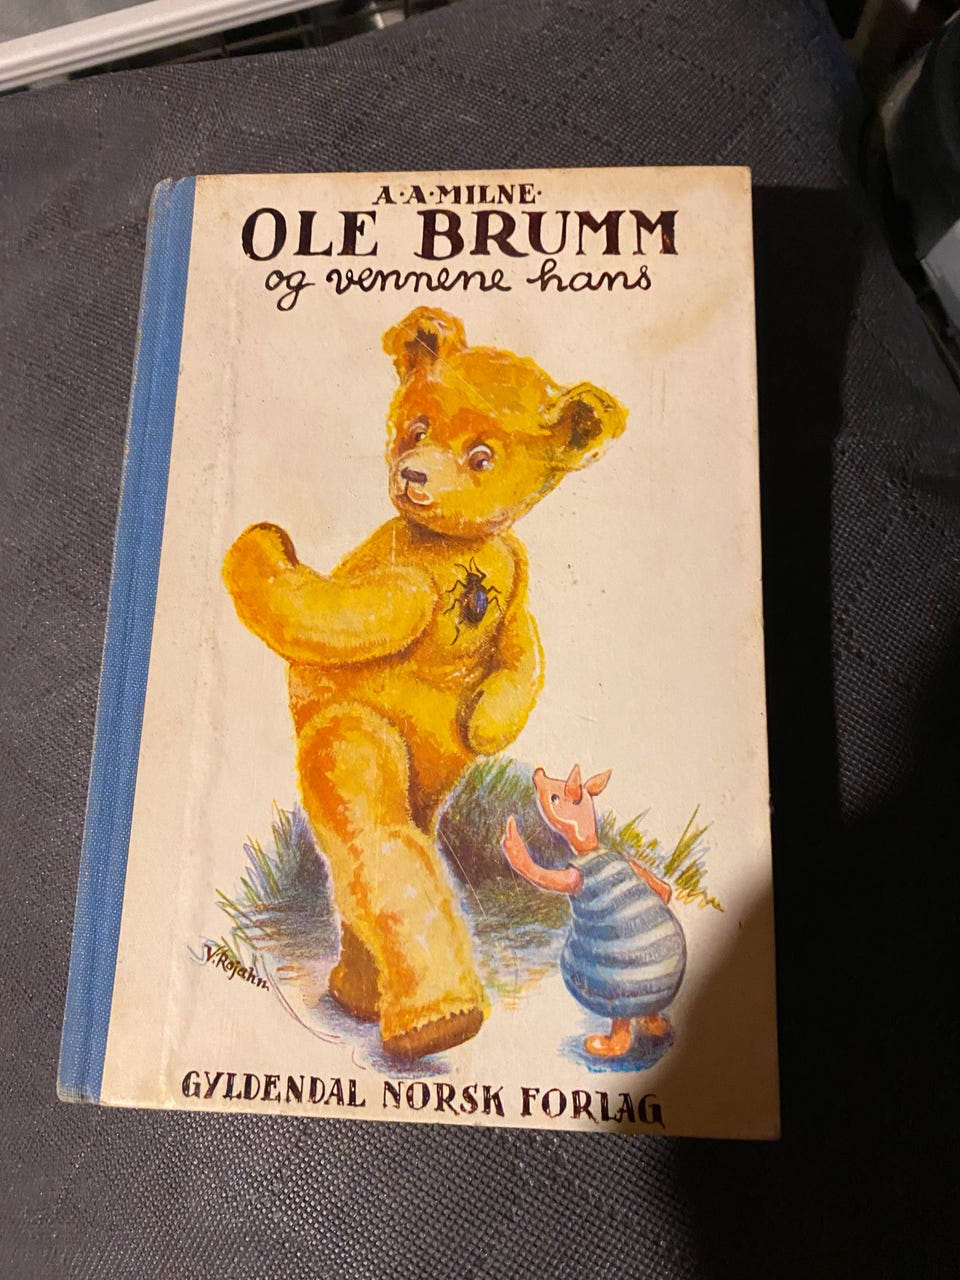 A·A·MILNE·
OLE BRUMM
og vennene hans
V. Rojahn.
GYLDENDAL NORSK FORLAG